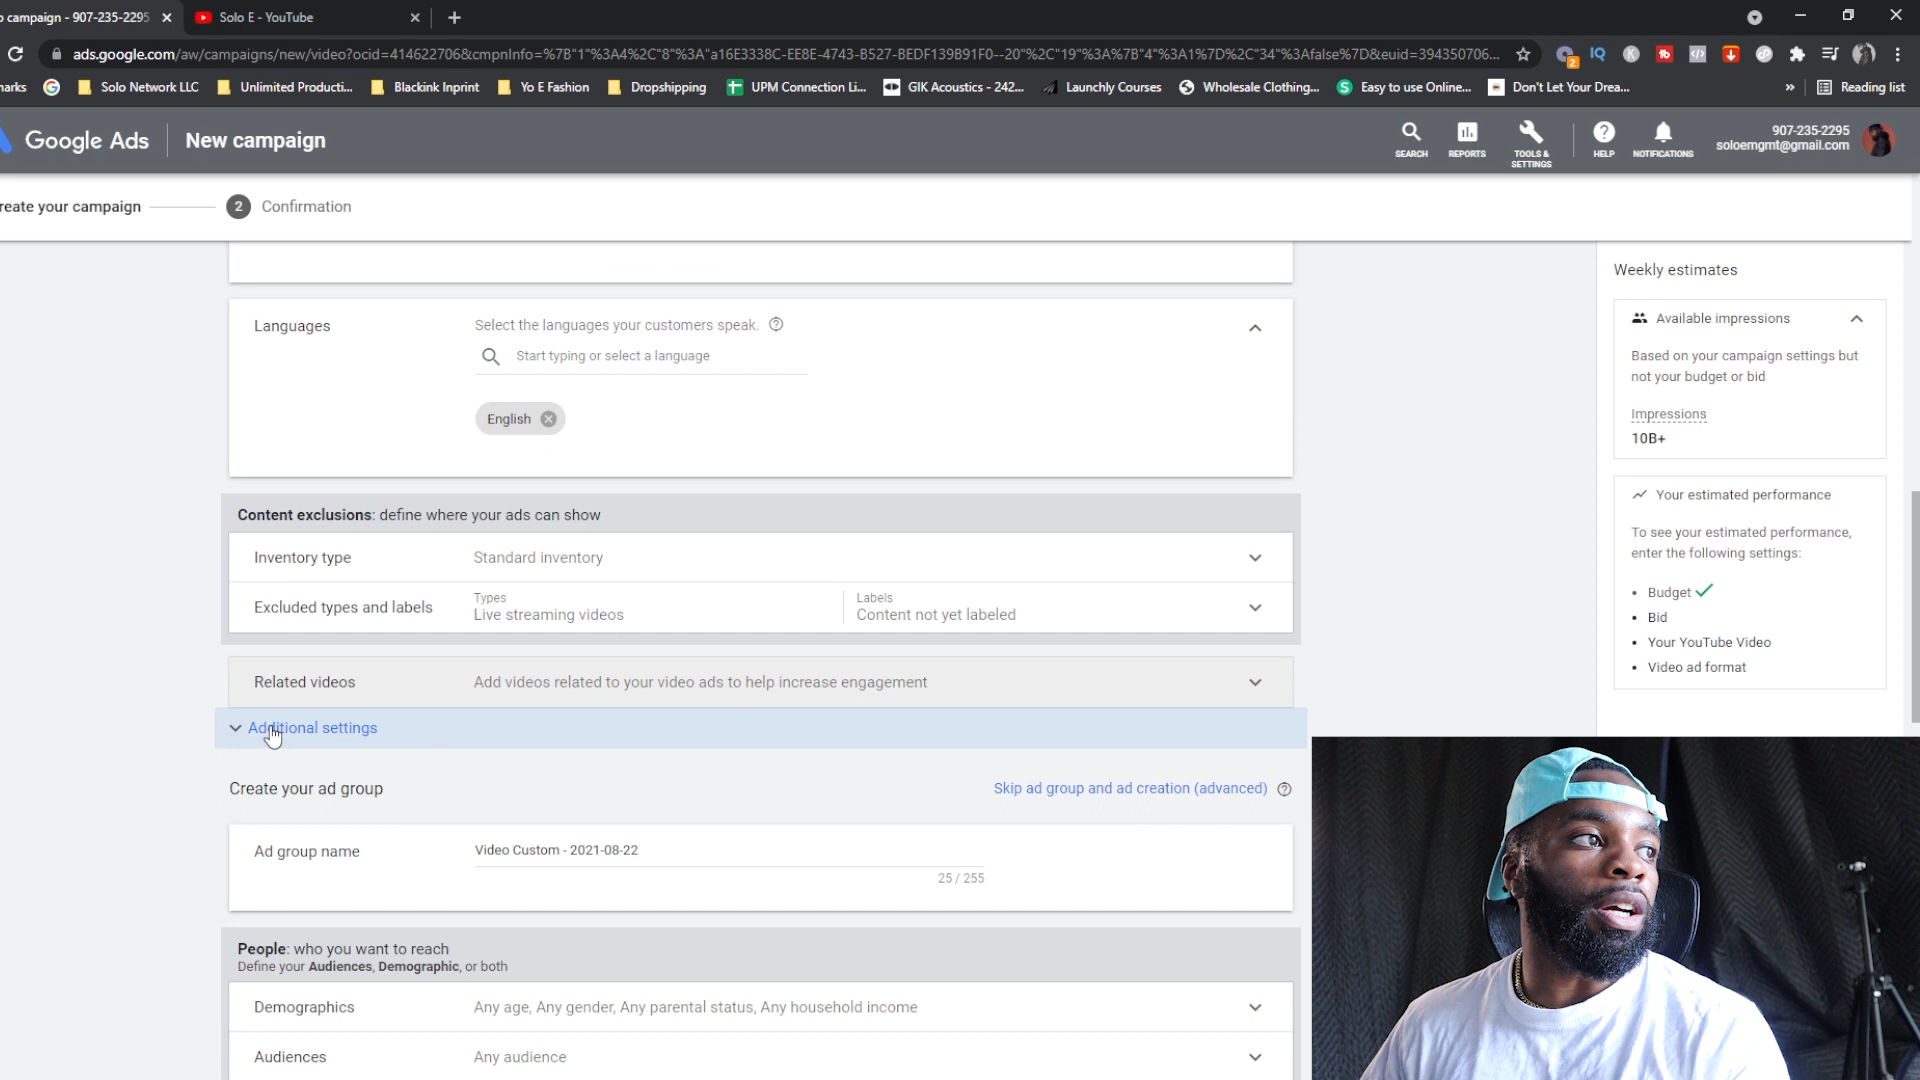 o campaign - 907-235-2295
Solo E - YouTube
ads.google.com/aw/campaigns/new/video?ocid=414622706&cmpnInfo=%7B"1"%3A4%2C"8"%3A"a16E3338C-EE8E-4743-B527-BEDF139B91F0--20"%2C"19"%3A%7B"4"%3A1%7D%2C"34"%3Afalse%7D&euid=394350706...
2
arks
Solo Network LLC
Unlimited Producti...
Blackink Inprint
Yo E Fashion
Dropshipping
UPM Connection Li...
GIK Acoustics - 242...
Launchly Courses
Wholesale Clothing...
Easy to use Online...
Don't Let Your Drea...
»
Reading list
Google Ads
New campaign
SEARCH
REPORTS
TOOLS & SETTINGS
HELP
NOTIFICATIONS
907-235-2295
soloemgmt@gmail.com
reate your campaign
2 Confirmation
Languages
Select the languages your customers speak.
Start typing or select a language
English
Content exclusions: define where your ads can show
Inventory type
Standard inventory
Excluded types and labels
Types
Live streaming videos
Labels
Content not yet labeled
Related videos
Add videos related to your video ads to help increase engagement
Additional settings
Create your ad group
Skip ad group and ad creation (advanced)
Ad group name
Video Custom - 2021-08-22
25 / 255
People: who you want to reach
Define your Audiences, Demographic, or both
Demographics
Any age, Any gender, Any parental status, Any household income
Audiences
Any audience
Weekly estimates
Available impressions
Based on your campaign settings but
not your budget or bid
Impressions
10B+
Your estimated performance
To see your estimated performance,
enter the following settings:
• Budget
• Bid
• Your YouTube Video
• Video ad format